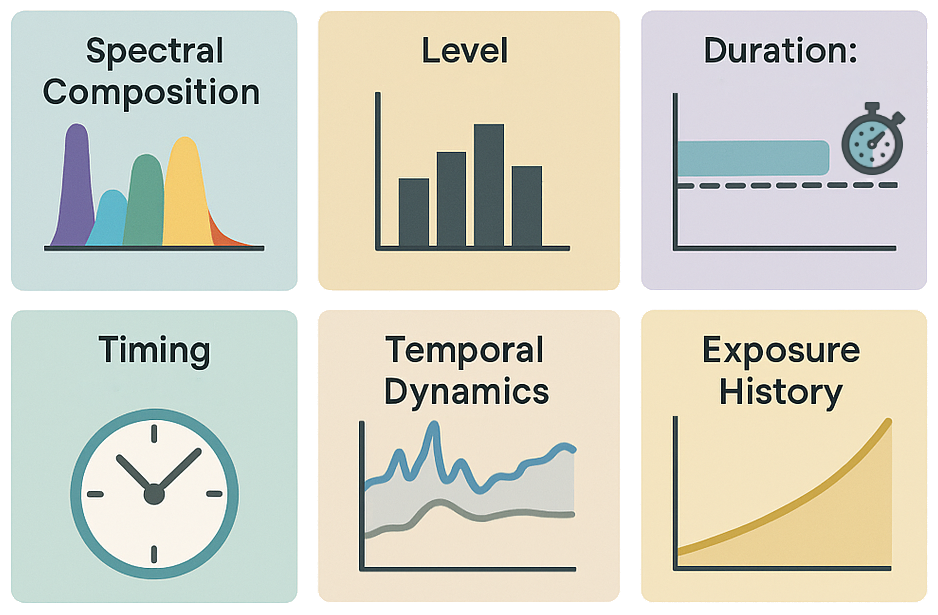 Spectral
Composition
Level
Duration:
Timing
Temporal
Dynamics
Exposure
History